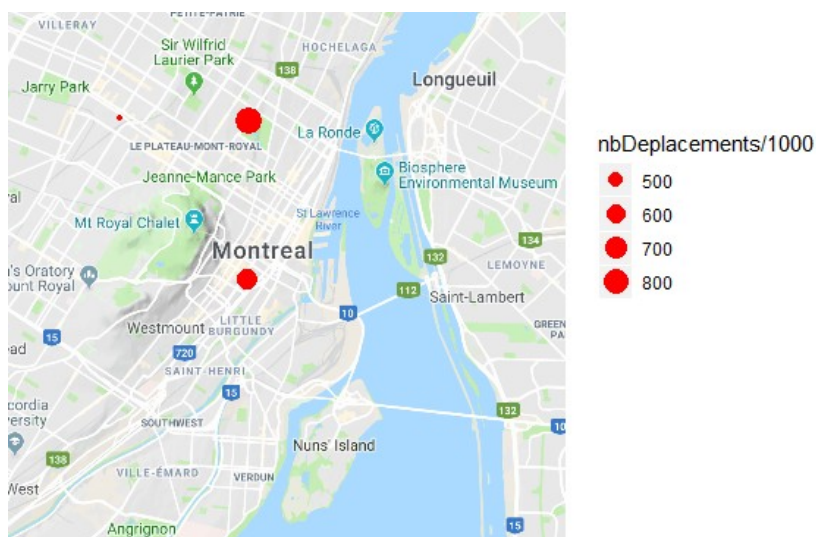 PETITE-PATRIE
VILLERAY
Sir Wilfrid
Laurier Park
HOCHELAGA
138
Longueuil
Jarry Park
La Ronde
LE PLATEAU-MONT-ROYAL
Jeanne-Mance Park
Biosphere
Environmental Museum
al
St Lawrence
River
Mt Royal Chalet
Montreal
134
132
LEMOYNE
's Oratory
ount Royal
112
Saint-Lambert
10
LITTLE
BURGUNDY
Westmount
GREEN
PA
15
ead
720
SAINT-HENRI
15
cordia
versity
132
10
SOUTHWEST
Nuns' Island
138
VILLE-ÉMARD
VERDUN
West
15
Angrignon
nbDeplacements/1000
500
600
700
800